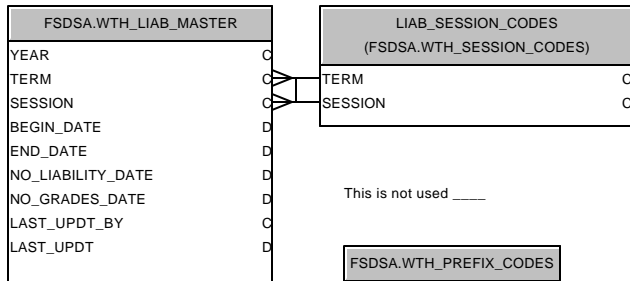 FSDSA.WTH_LIAB_MASTER
YEAR C
TERM C
SESSION C
BEGIN_DATE D
END_DATE D
NO_LIABILITY_DATE D
NO_GRADES_DATE D
LAST_UPDT_BY C
LAST_UPDT D
LIAB_SESSION_CODES
(FSDSA.WTH_SESSION_CODES)
TERM C
SESSION C
This is not used ____
FSDSA.WTH_PREFIX_CODES